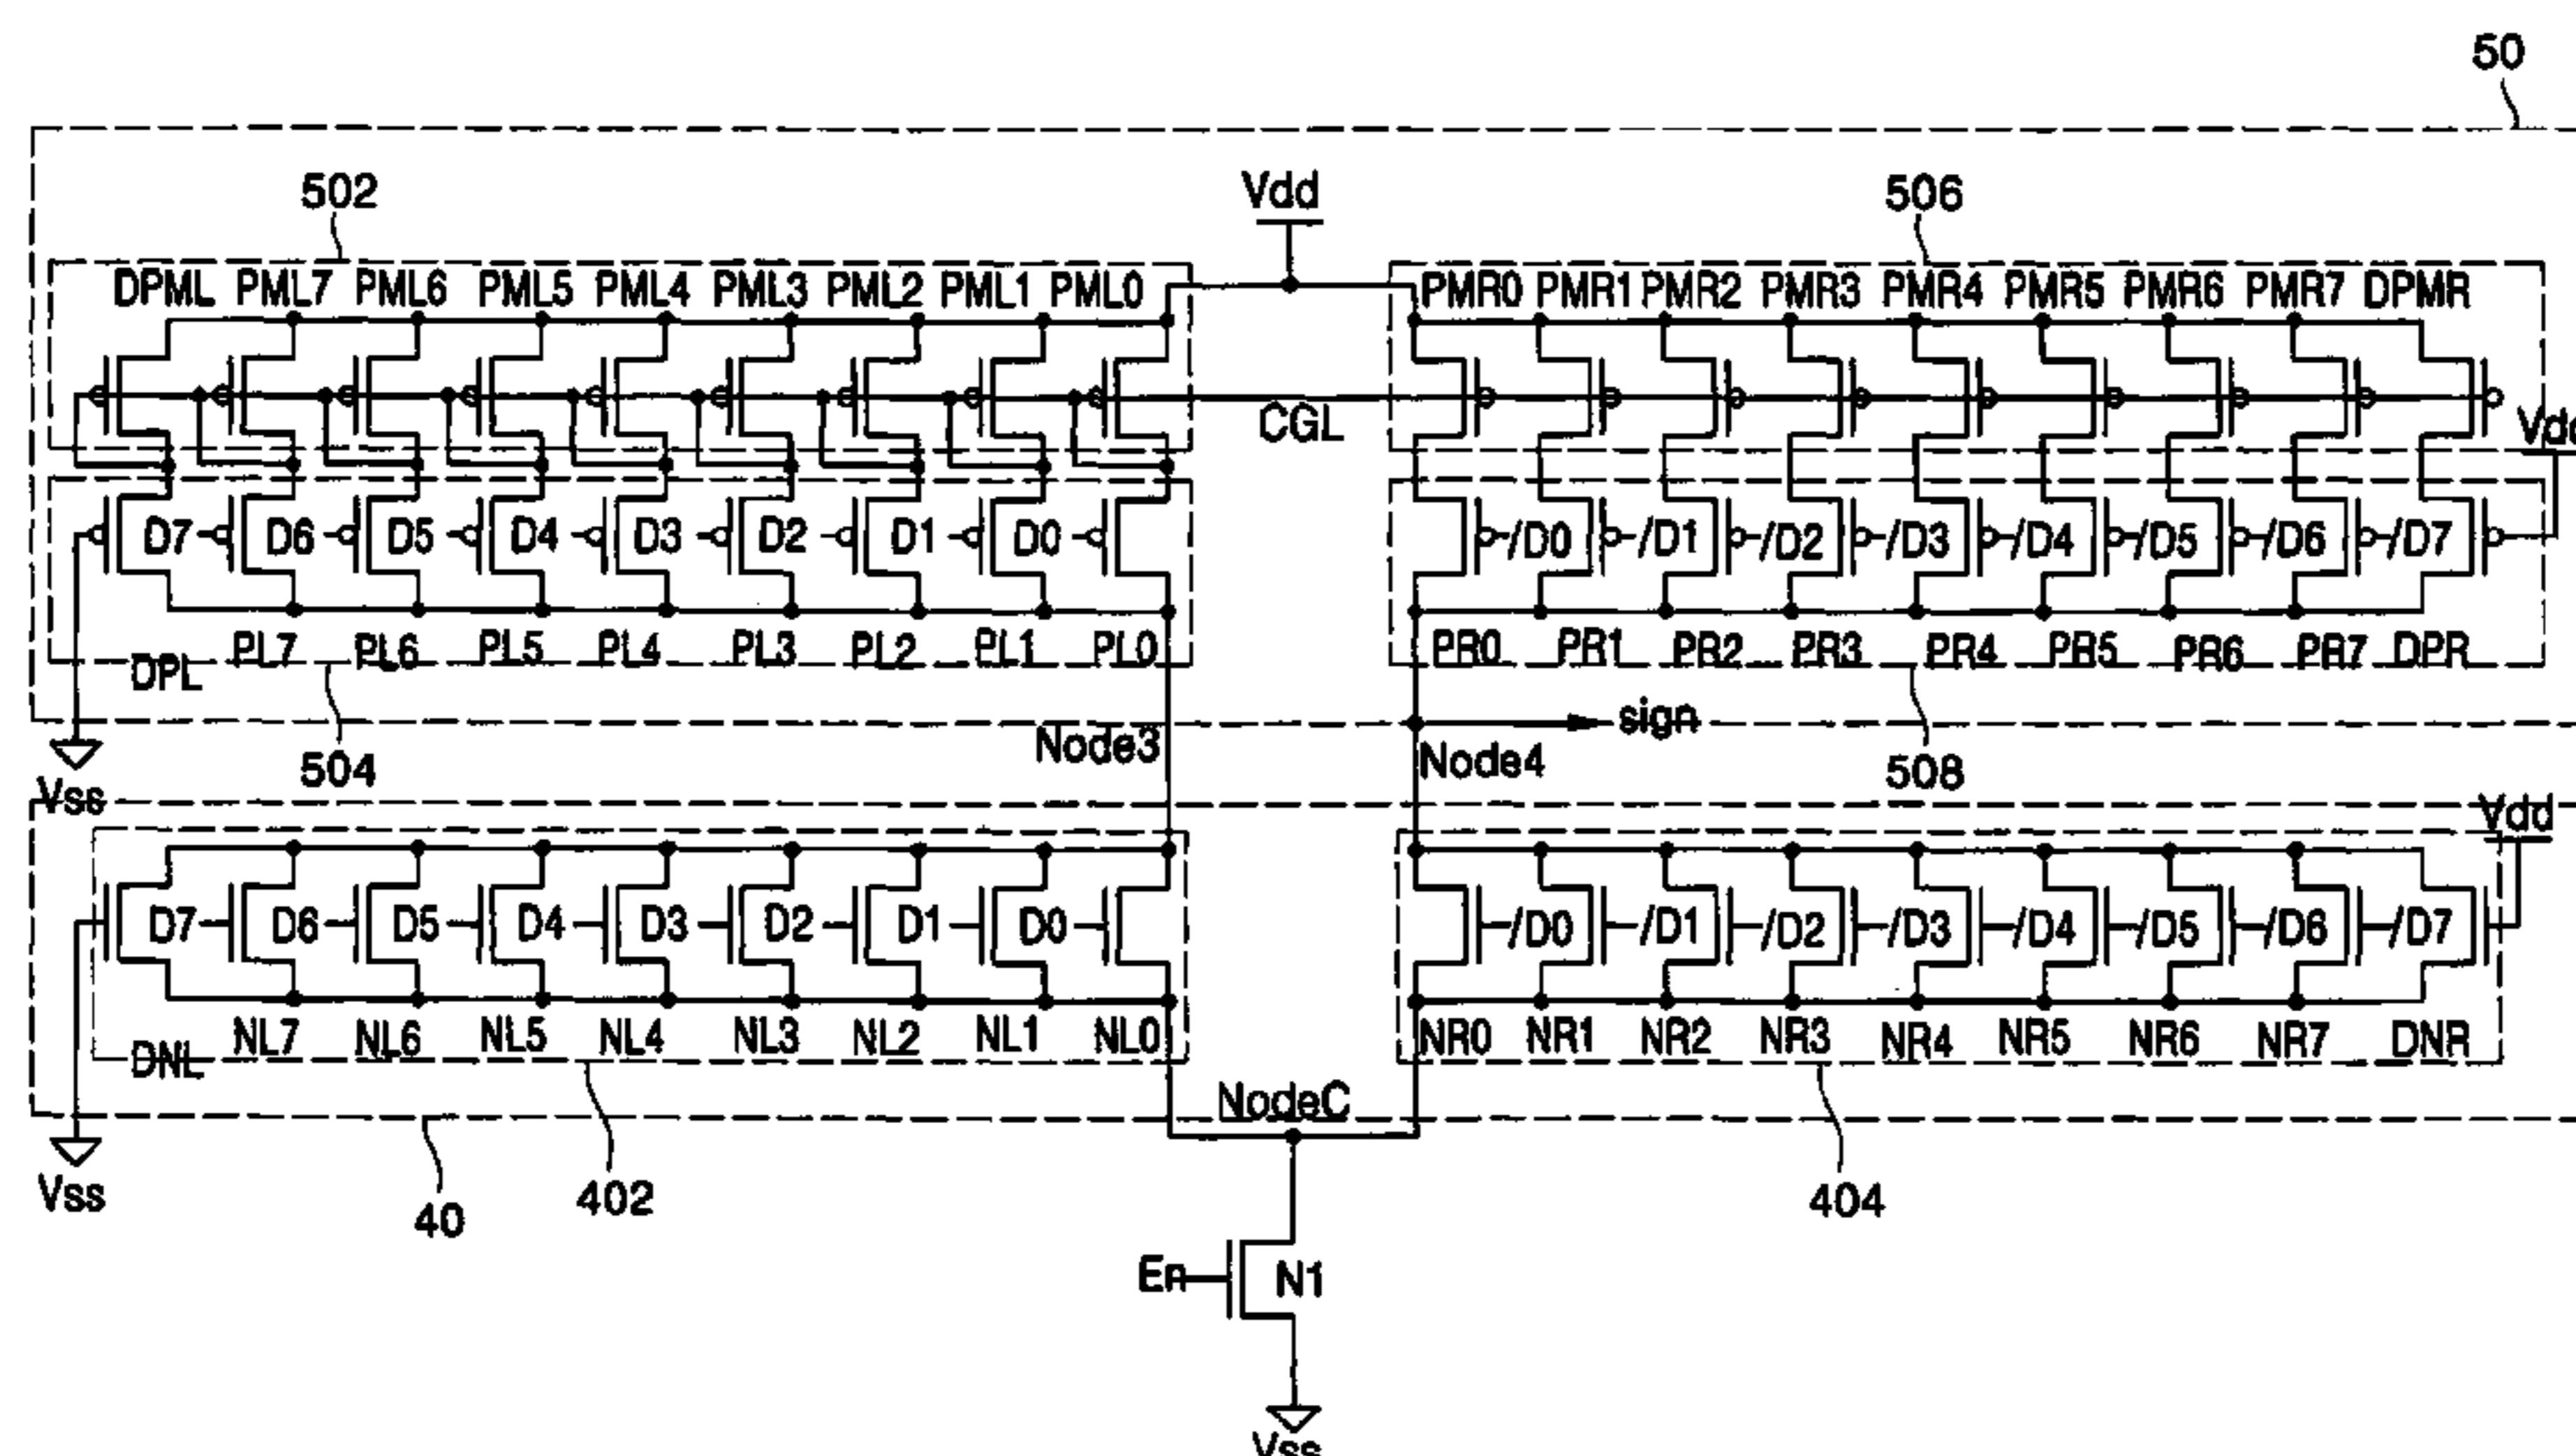 50
502 Vdd 506
DPML PML7 PML6 PML5 PML4 PML3 PML2 PML1 PML0 PMR0 PMR1 PMR2 PMR3 PMR4 PMR5 PMR6 PMR7 DPMR
CGL
D7 D6 D5 D4 D3 D2 D1 D0 /D0 /D1 /D2 /D3 /D4 /D5 /D6 /D7
DPL PL7 PL6 PL5 PL4 PL3 PL2 PL1 PL0 PR0 PR1 PR2 PR3 PR4 PR5 PR6 PR7 DPR
sign
Vss 504 Node3 Node4 508 Vdd
D7 D6 D5 D4 D3 D2 D1 D0 /D0 /D1 /D2 /D3 /D4 /D5 /D6 /D7
DNL NL7 NL6 NL5 NL4 NL3 NL2 NL1 NL0 NR0 NR1 NR2 NR3 NR4 NR5 NR6 NR7 DNR
NodeC
Vss 40 402 404
En N1
Vss